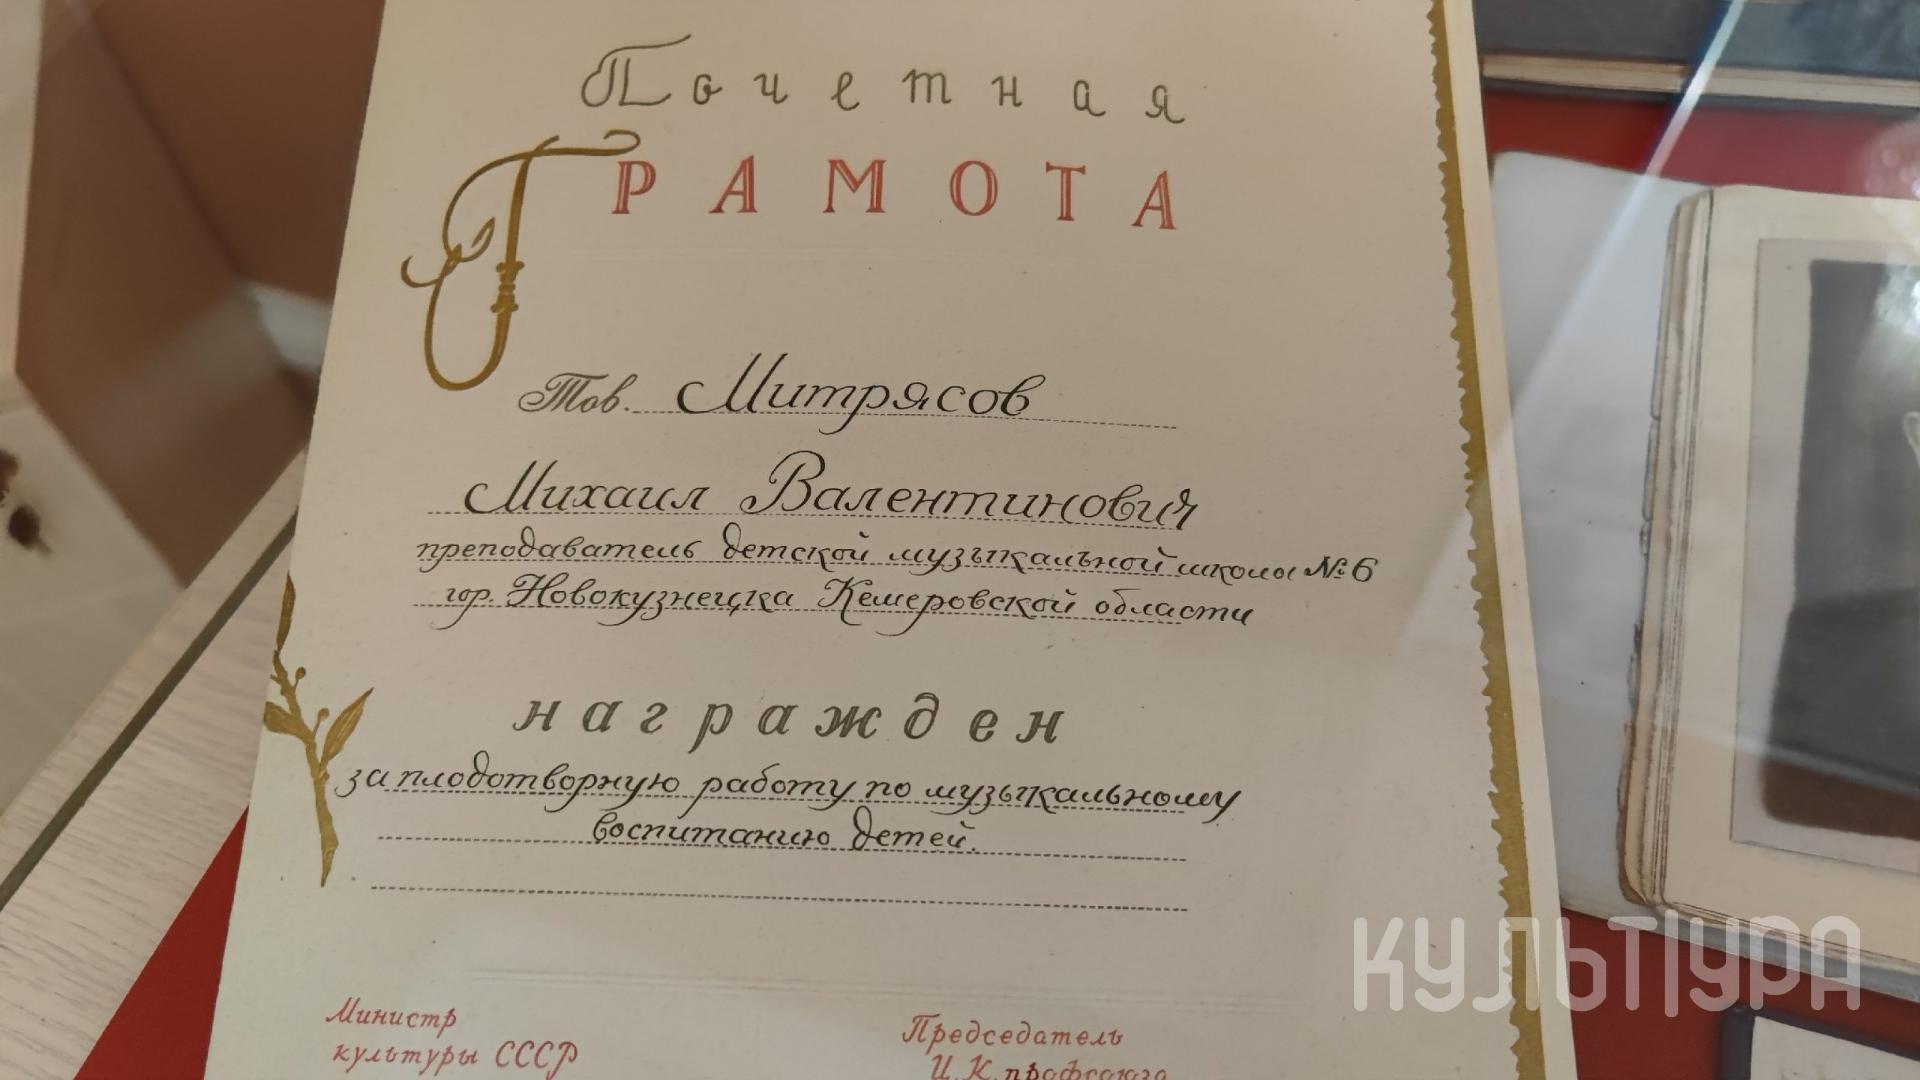 Почетная
ГРАМОТА
Тов. Митрясов
Михаил Валентинович
преподаватель детской музыкальной школы №6
гор. Новокузнецка Кемеровской области
награжден
за плодотворную работу по музыкальному
воспитанию детей.
Министр
культуры СССР
Председатель
Ц.К. профсоюза
КУЛЬТУРА